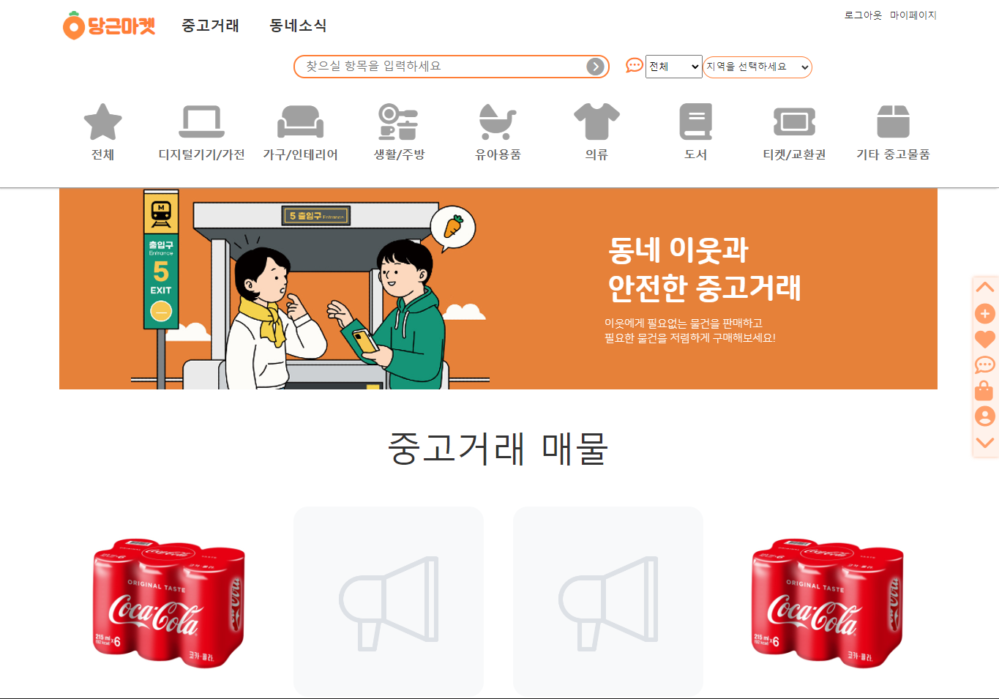 당근마켓 중고거래 동네소식
로그아웃 마이페이지
찾으실 항목을 입력하세요 전체 지역을 선택하세요
전체 디지털기기/가전 가구/인테리어 생활/주방 유아용품 의류 도서 티켓/교환권 기타 중고물품
M
출입구
Entrance
5
EXIT
5 출입구 Entrance
동네 이웃과
안전한 중고거래
이웃에게 필요없는 물건을 판매하고
필요한 물건을 저렴하게 구매해보세요!
중고거래 매물
ORIGINAL TASTE
Coca-Cola
215 ml x6
코카·콜라.
ORIGINAL TASTE
Coca-Cola
215 ml x6
코카·콜라.